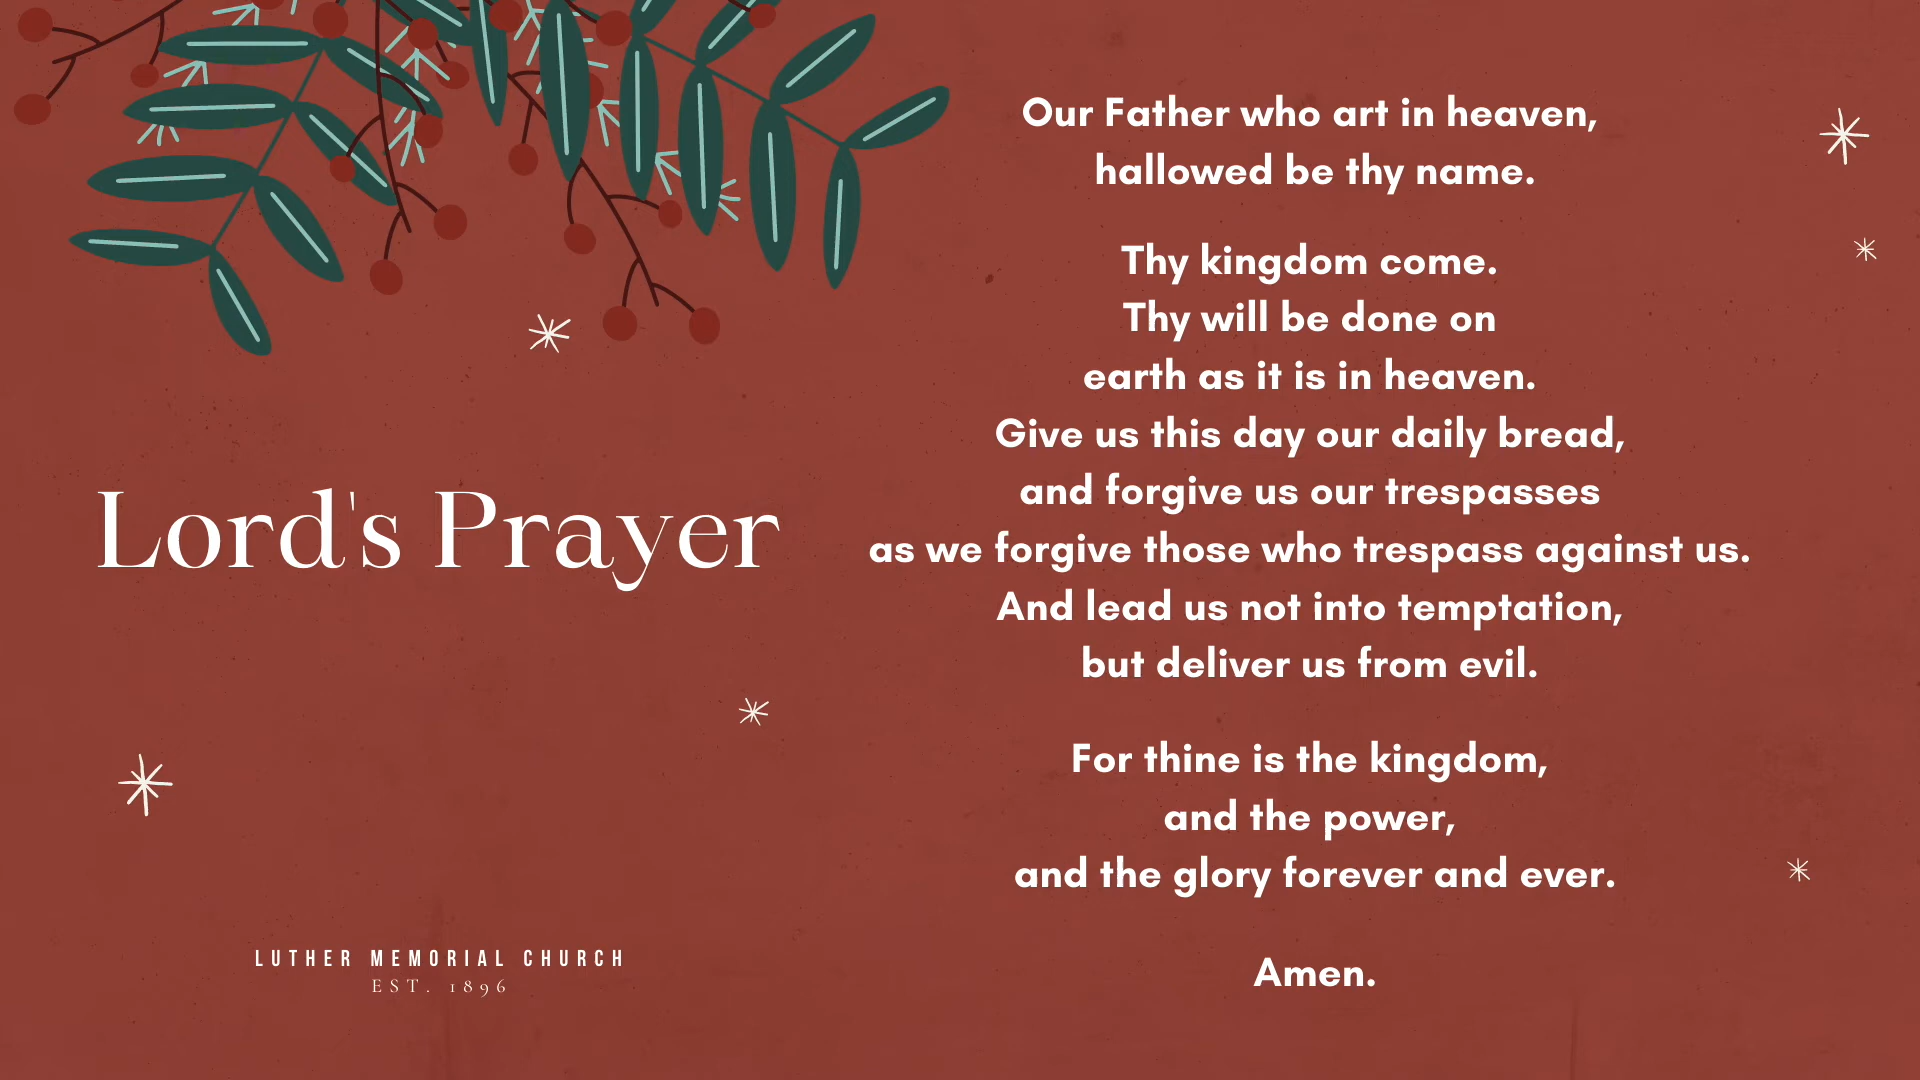 Lord's Prayer
LUTHER MEMORIAL CHURCH
EST. 1896
Our Father who art in heaven,
hallowed be thy name.
Thy kingdom come.
Thy will be done on
earth as it is in heaven.
Give us this day our daily bread,
and forgive us our trespasses
as we forgive those who trespass against us.
And lead us not into temptation,
but deliver us from evil.
For thine is the kingdom,
and the power,
and the glory forever and ever.
Amen.